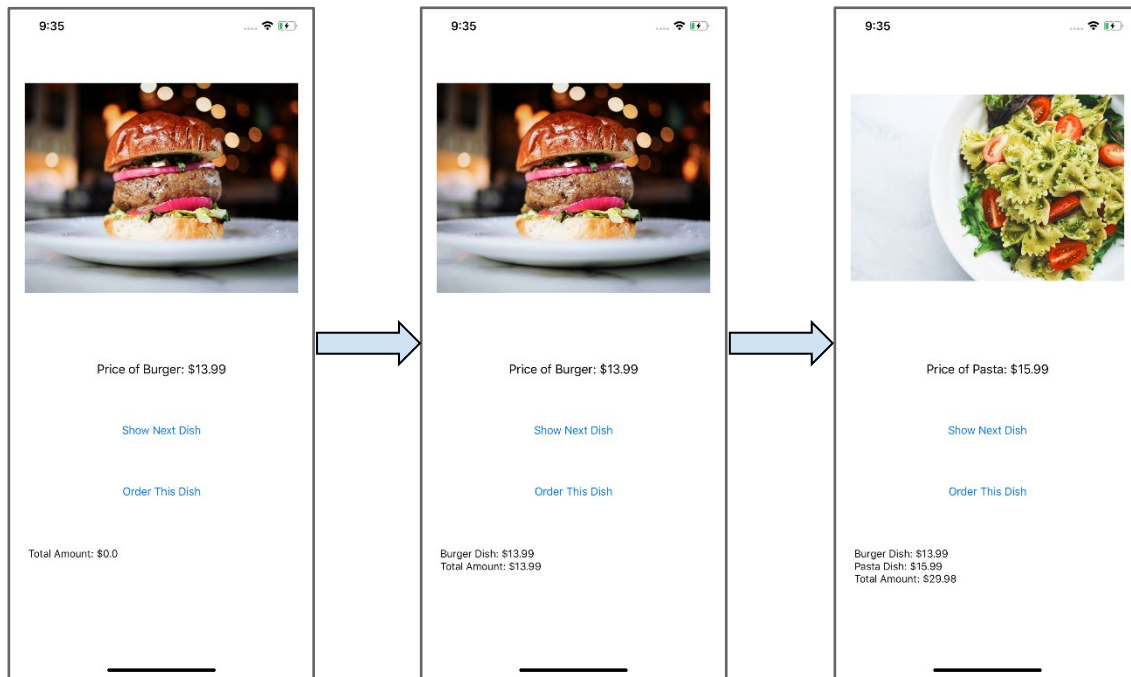 9:35
Price of Burger: $13.99
Show Next Dish
Order This Dish
Total Amount: $0.0
9:35
Price of Burger: $13.99
Show Next Dish
Order This Dish
Burger Dish: $13.99
Total Amount: $13.99
9:35
Price of Pasta: $15.99
Show Next Dish
Order This Dish
Burger Dish: $13.99
Pasta Dish: $15.99
Total Amount: $29.98